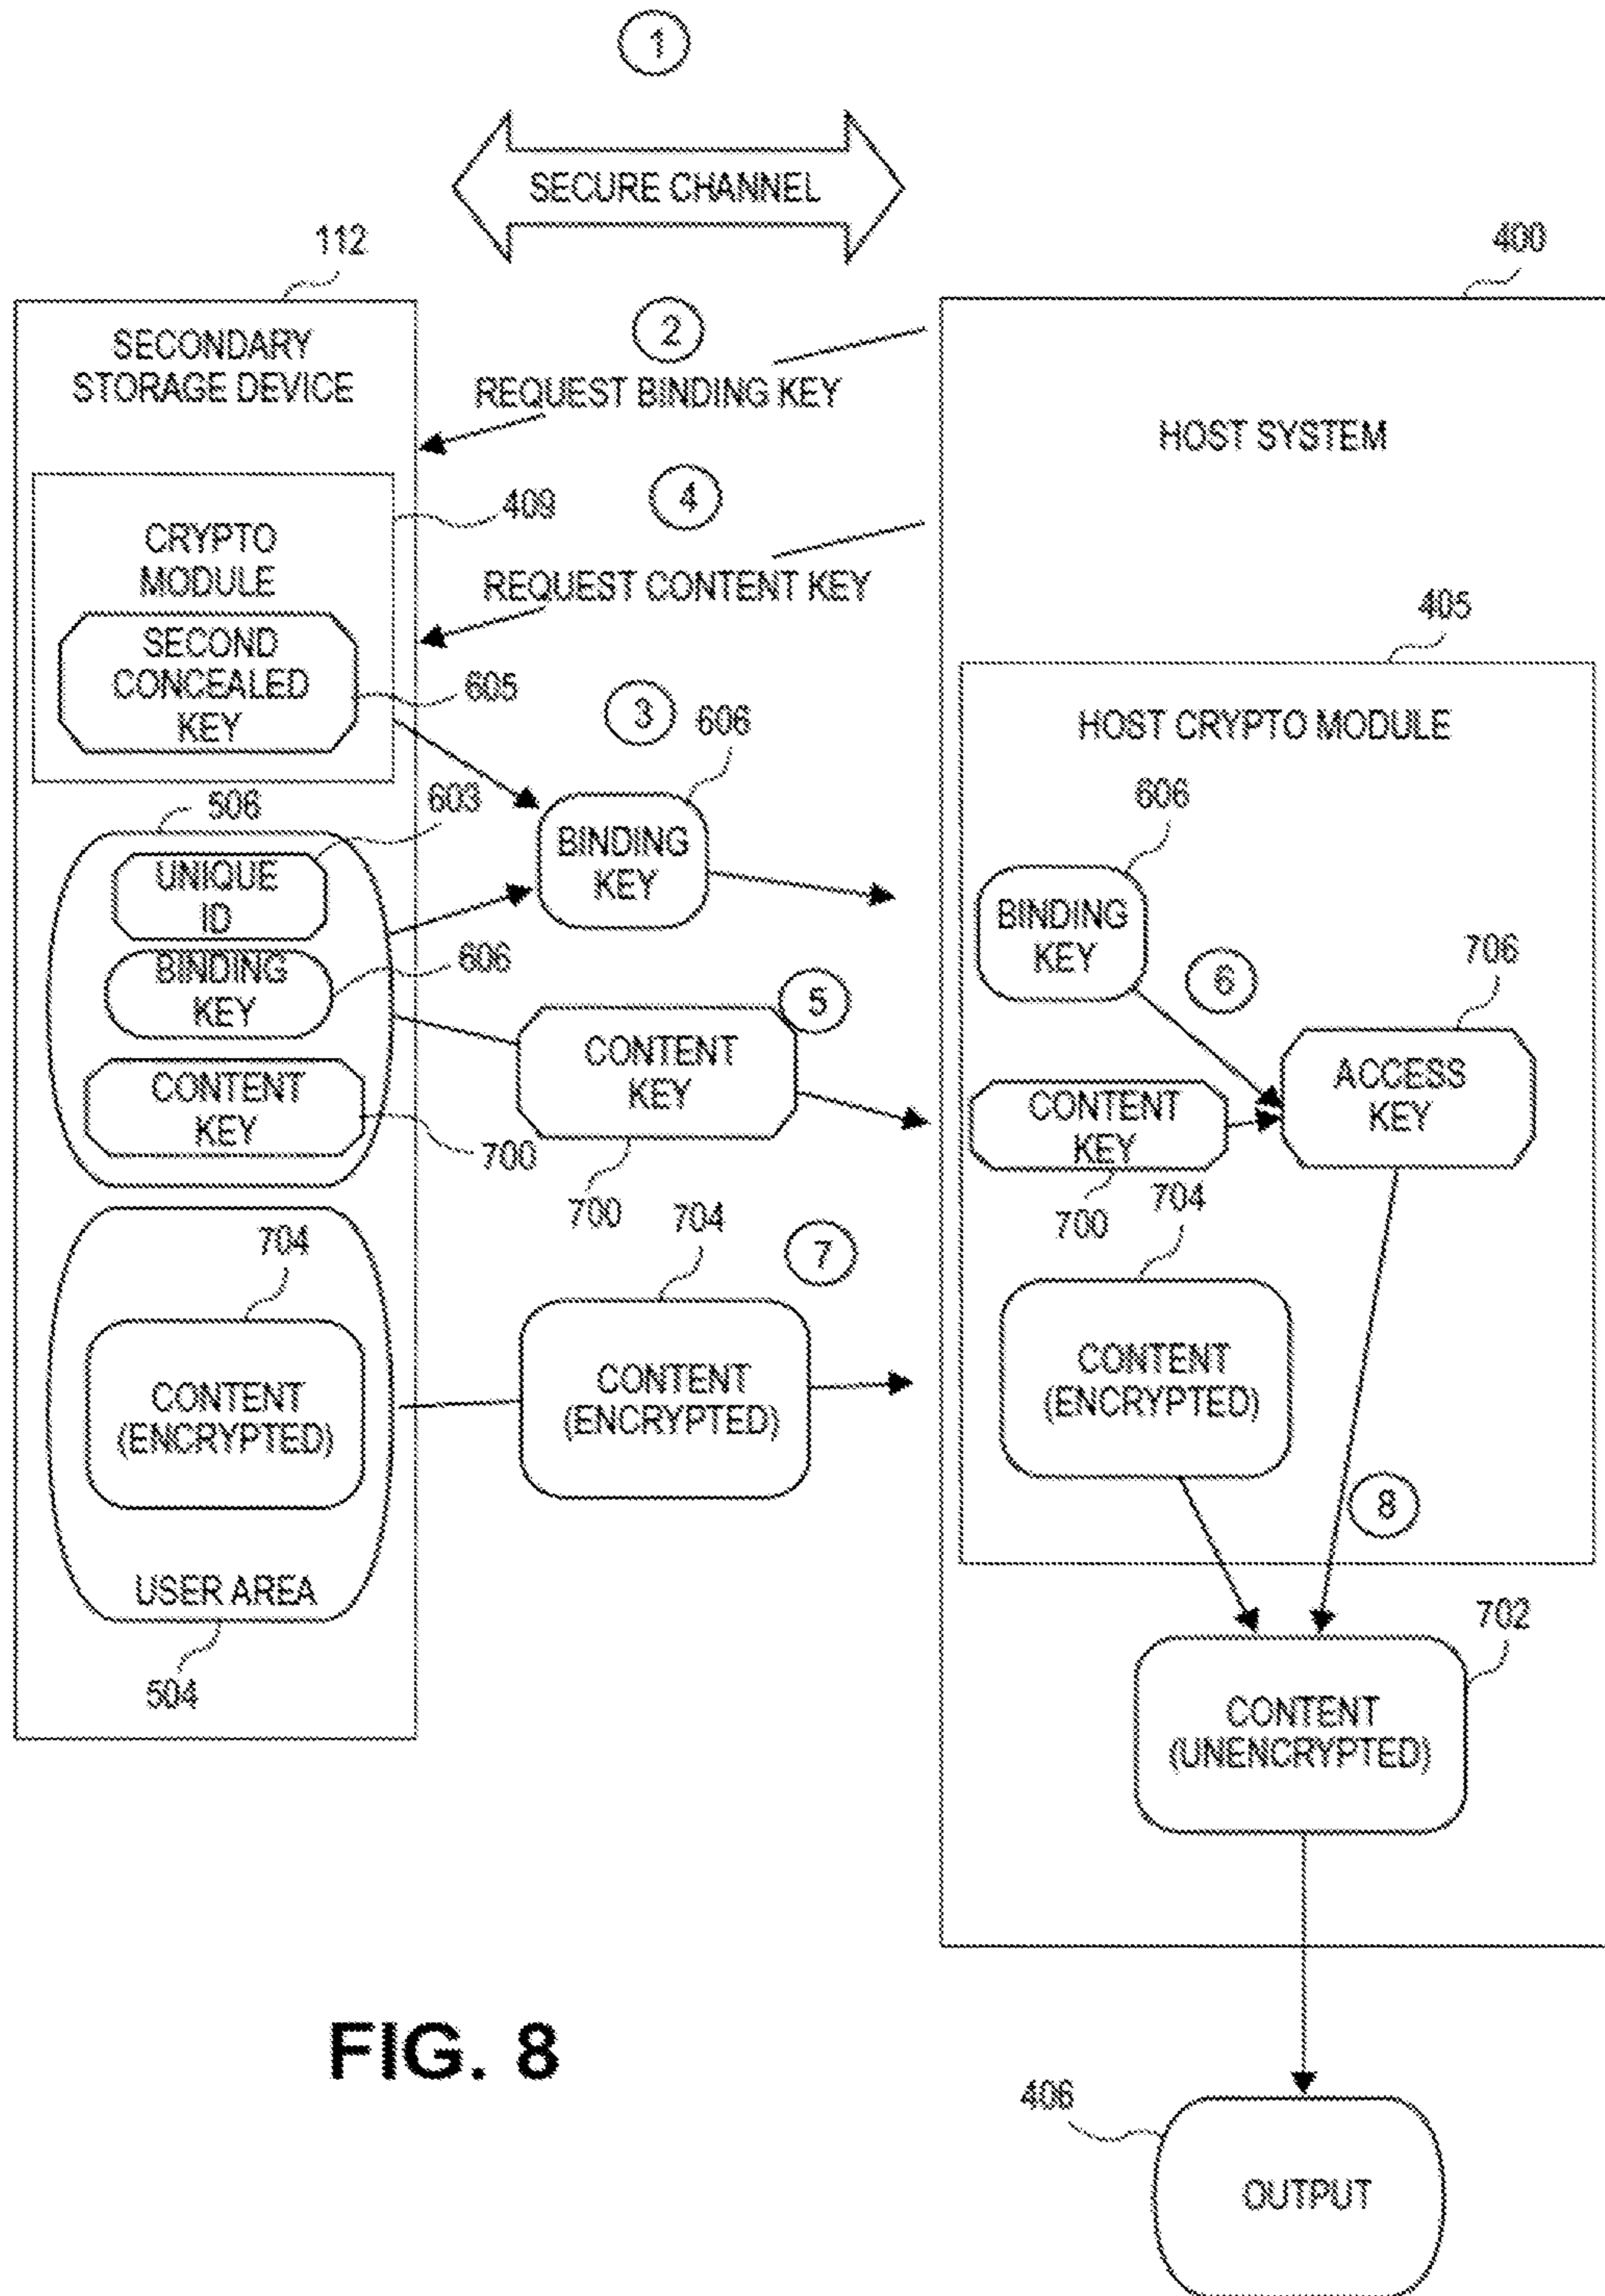 1
SECURE CHANNEL
112
400
SECONDARY
STORAGE DEVICE
2
REQUEST BINDING KEY
HOST SYSTEM
4
409
CRYPTO
MODULE
REQUEST CONTENT KEY
405
SECOND
CONCEALED
KEY
605
3
606
HOST CRYPTO MODULE
506
603
606
UNIQUE
ID
BINDING
KEY
BINDING
KEY
BINDING
KEY
606
5
6
706
CONTENT
KEY
700
CONTENT
KEY
700
CONTENT
KEY
700
ACCESS
KEY
704
704
7
704
CONTENT
(ENCRYPTED)
CONTENT
(ENCRYPTED)
CONTENT
(ENCRYPTED)
8
USER AREA
504
702
CONTENT
(UNENCRYPTED)
FIG. 8
406
OUTPUT